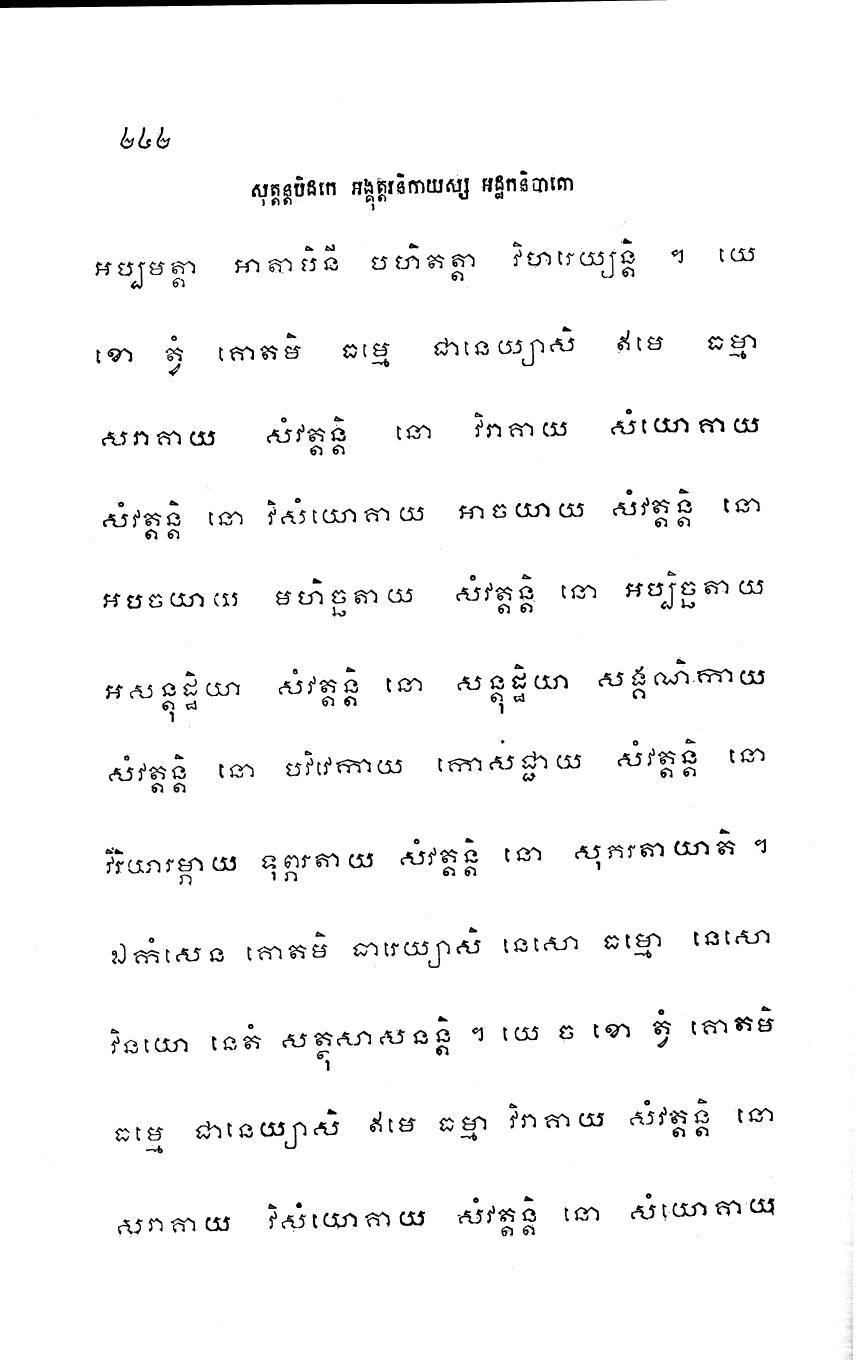 ២៤២
សុត្តន្តបិដកេ អង្គុត្តរនិកាយស្ស អដ្ឋកនិបាតោ
អប្បមត្តា អាតាបិនី បហិតត្តា វិហរេយ្យន្តិ ។ យេ
ខោ ត្វំ គោតមិ ធម្មេ ជានេយ្យាសិ ឥមេ ធម្មា
សរាគាយ សំវត្តន្តិ នោ វិរាគាយ សំយោគាយ
សំវត្តន្តិ នោ វិសំយោគាយ អាចយាយ សំវត្តន្តិ នោ
អបចយាយ មហិច្ឆតាយ សំវត្តន្តិ នោ អប្បិច្ឆតាយ
អសន្តុដ្ឋិយា សំវត្តន្តិ នោ សន្តុដ្ឋិយា សង្គណិកាយ
សំវត្តន្តិ នោ បវិវេកាយ កោសជ្ជាយ សំវត្តន្តិ នោ
វីរិយារម្ភាយ ទុព្ភរតាយ សំវត្តន្តិ នោ សុភរតាយាតិ ។
ឯកំសេន គោតមិ ធារេយ្យាសិ នេសោ ធម្មោ នេសោ
វិនយោ នេតំ សត្ថុសាសនន្តិ ។ យេ ច ខោ ត្វំ គោតមិ
ធម្មេ ជានេយ្យាសិ ឥមេ ធម្មា វិរាគាយ សំវត្តន្តិ នោ
សរាគាយ វិសំយោគាយ សំវត្តន្តិ នោ សំយោគាយ